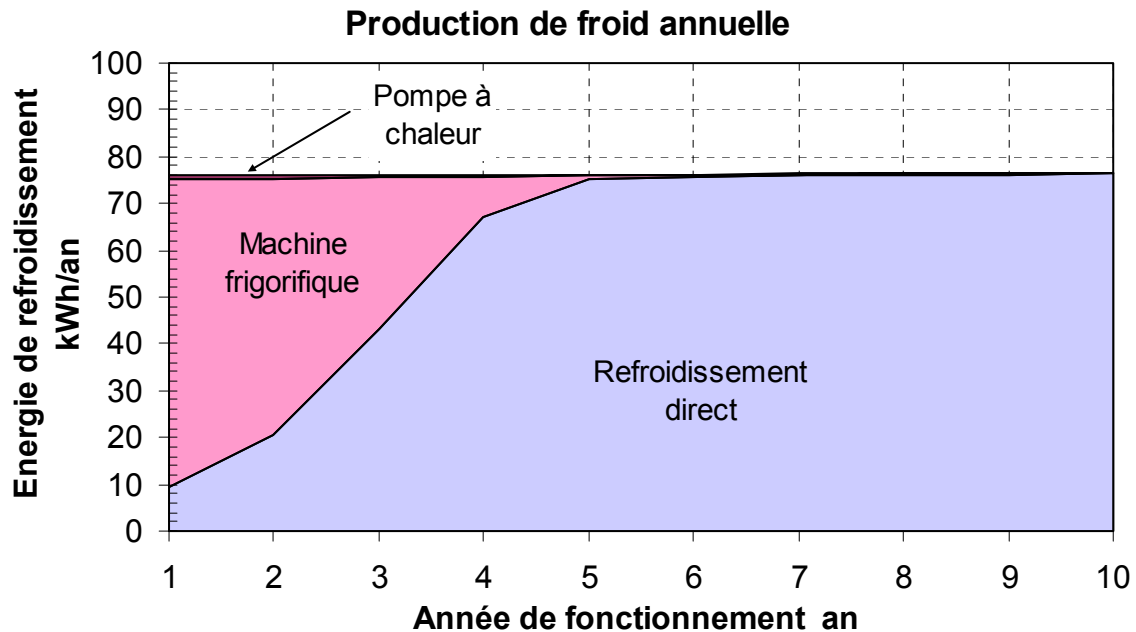 Production de froid annuelle
Energie de refroidissement
kWh/an
100
90
80
70
60
50
40
30
20
10
0
Pompe à
chaleur
Machine
frigorifique
Refroidissement
direct
1 2 3 4 5 6 7 8 9 10
Année de fonctionnement an